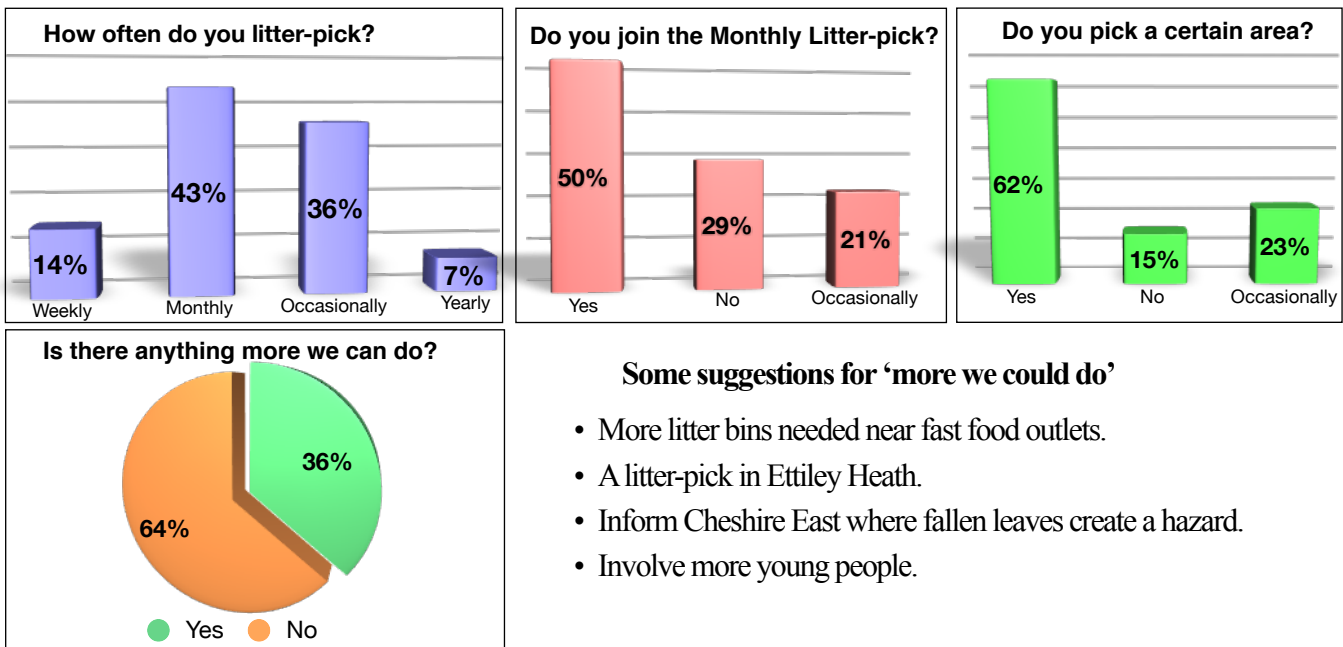 How often do you litter-pick?
14%
43%
36%
7%
Weekly
Monthly
Occasionally
Yearly
Do you join the Monthly Litter-pick?
50%
29%
21%
Yes
No
Occasionally
Do you pick a certain area?
62%
15%
23%
Yes
No
Occasionally
Is there anything more we can do?
36%
64%
Yes
No
Some suggestions for ‘more we could do’
• More litter bins needed near fast food outlets.
• A litter-pick in Ettiley Heath.
• Inform Cheshire East where fallen leaves create a hazard.
• Involve more young people.